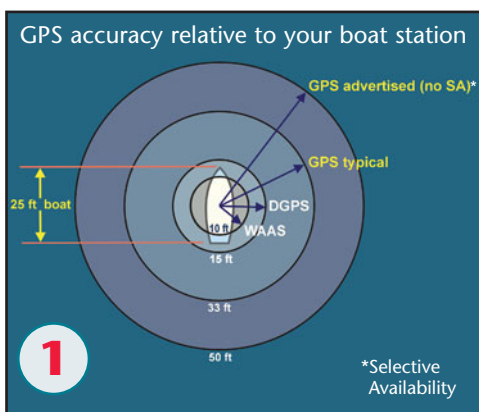 GPS accuracy relative to your boat station
GPS advertised (no SA)*
GPS typical
25 ft boat
DGPS
10 ft
WAAS
15 ft
33 ft
50 ft
1
*Selective
Availability